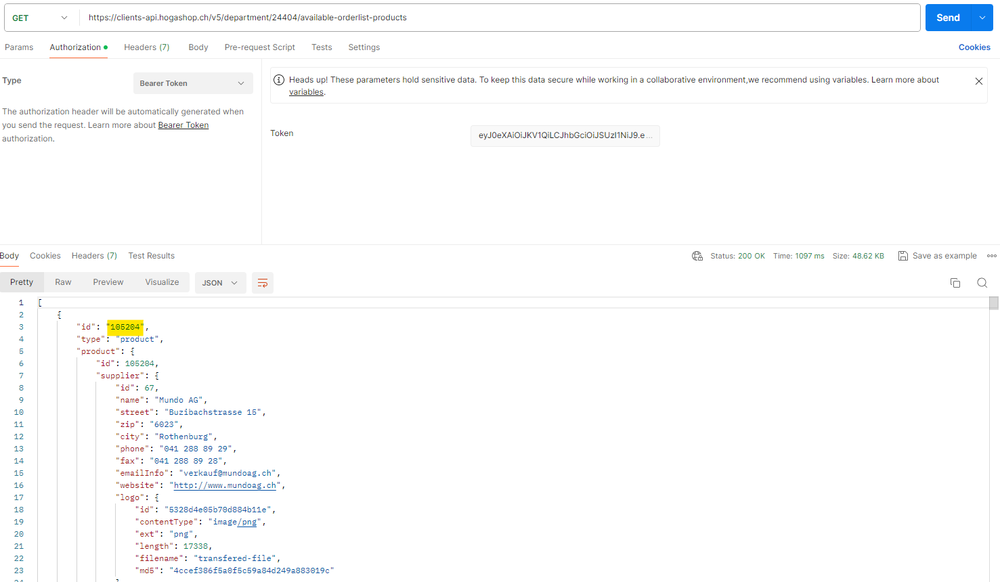 GET https://clients-api.hogashop.ch/v5/department/24404/available-orderlist-products Send
Params Authorization Headers (7) Body Pre-request Script Tests Settings Cookies
Type Bearer Token
The authorization header will be automatically generated when
you send the request. Learn more about Bearer Token
authorization.
Heads up! These parameters hold sensitive data. To keep this data secure while working in a collaborative environment,we recommend using variables. Learn more about
variables.
Token eyJ0eXAiOiJKV1QiLCJhbGciOiJSUzI1NiJ9.e...
Body Cookies Headers (7) Test Results Status: 200 OK Time: 1097 ms Size: 48.62 KB Save as example
Pretty Raw Preview Visualize JSON
1 [
2 {
3 "id": "105204",
4 "type": "product",
5 "product": {
6 "id": 105204,
7 "supplier": {
8 "id": 67,
9 "name": "Mundo AG",
10 "street": "Buzibachstrasse 15",
11 "zip": "6023",
12 "city": "Rothenburg",
13 "phone": "041 288 89 29",
14 "fax": "041 288 89 28",
15 "emailInfo": "verkauf@mundoag.ch",
16 "website": "http://www.mundoag.ch",
17 "logo": {
18 "id": "5328d4e05b70d884b11e",
19 "contentType": "image/png",
20 "ext": "png",
21 "length": 17338,
22 "filename": "transfered-file",
23 "md5": "4ccef386f5a0f5c59a84d249a883019c"